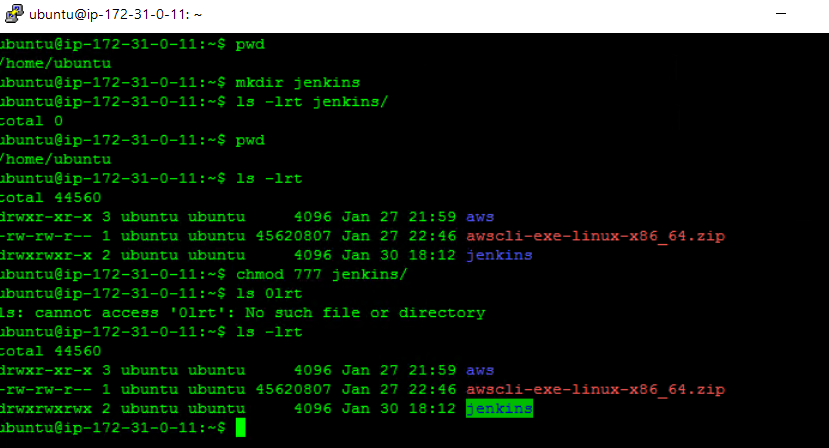 ubuntu@ip-172-31-0-11: ~
ubuntu@ip-172-31-0-11:~$ pwd
/home/ubuntu
ubuntu@ip-172-31-0-11:~$ mkdir jenkins
ubuntu@ip-172-31-0-11:~$ ls -lrt jenkins/
total 0
ubuntu@ip-172-31-0-11:~$ pwd
/home/ubuntu
ubuntu@ip-172-31-0-11:~$ ls -lrt
total 44560
drwxr-xr-x 3 ubuntu ubuntu     4096 Jan 27 21:59 aws
-rw-rw-r-- 1 ubuntu ubuntu 45620807 Jan 27 22:46 awscli-exe-linux-x86_64.zip
drwxrwxr-x 2 ubuntu ubuntu     4096 Jan 30 18:12 jenkins
ubuntu@ip-172-31-0-11:~$ chmod 777 jenkins/
ubuntu@ip-172-31-0-11:~$ ls 0lrt
ls: cannot access '0lrt': No such file or directory
ubuntu@ip-172-31-0-11:~$ ls -lrt
total 44560
drwxr-xr-x 3 ubuntu ubuntu     4096 Jan 27 21:59 aws
-rw-rw-r-- 1 ubuntu ubuntu 45620807 Jan 27 22:46 awscli-exe-linux-x86_64.zip
drwxrwxrwx 2 ubuntu ubuntu     4096 Jan 30 18:12 jenkins
ubuntu@ip-172-31-0-11:~$